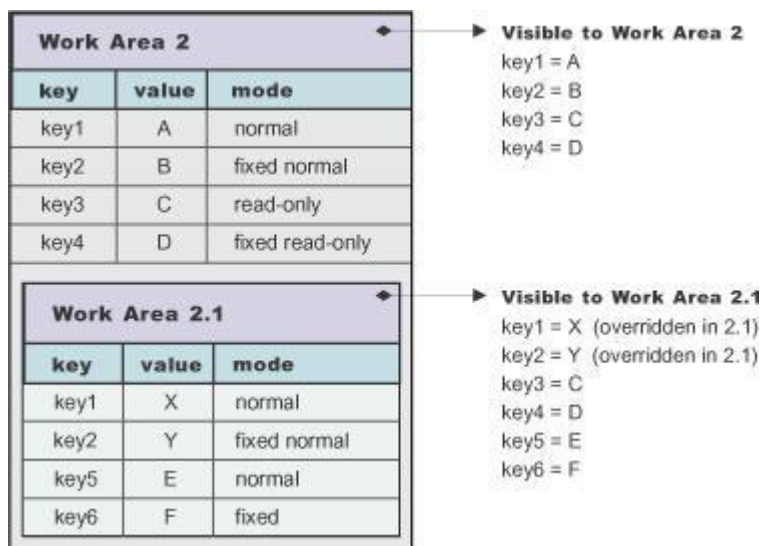 Work Area 2
key value mode
key1 A normal
key2 B fixed normal
key3 C read-only
key4 D fixed read-only
Visible to Work Area 2
key1 = A
key2 = B
key3 = C
key4 = D
Work Area 2.1
key value mode
key1 X normal
key2 Y fixed normal
key5 E normal
key6 F fixed
Visible to Work Area 2.1
key1 = X (overridden in 2.1)
key2 = Y (overridden in 2.1)
key3 = C
key4 = D
key5 = E
key6 = F